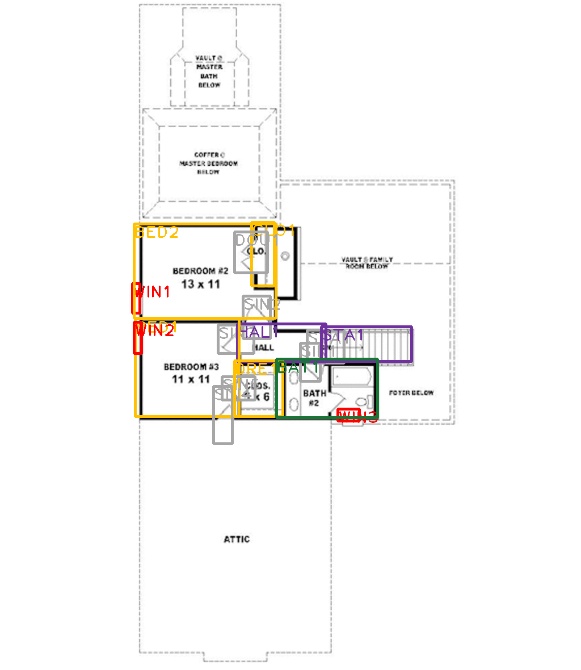 VAULT @
MASTER
BATH
BELOW
COFFER @
MASTER BEDROOM
BELOW
BED2
CLO.
BEDROOM #2
13 x 11
VAULT @ FAMILY
ROOM BELOW
WIN1
WIN2
HAL1
STA1
HALL
BEDROOM #3
11 x 11
BAT1
CLOS.
x 6
BATH
#2
FOYER BELOW
WIN3
ATTIC